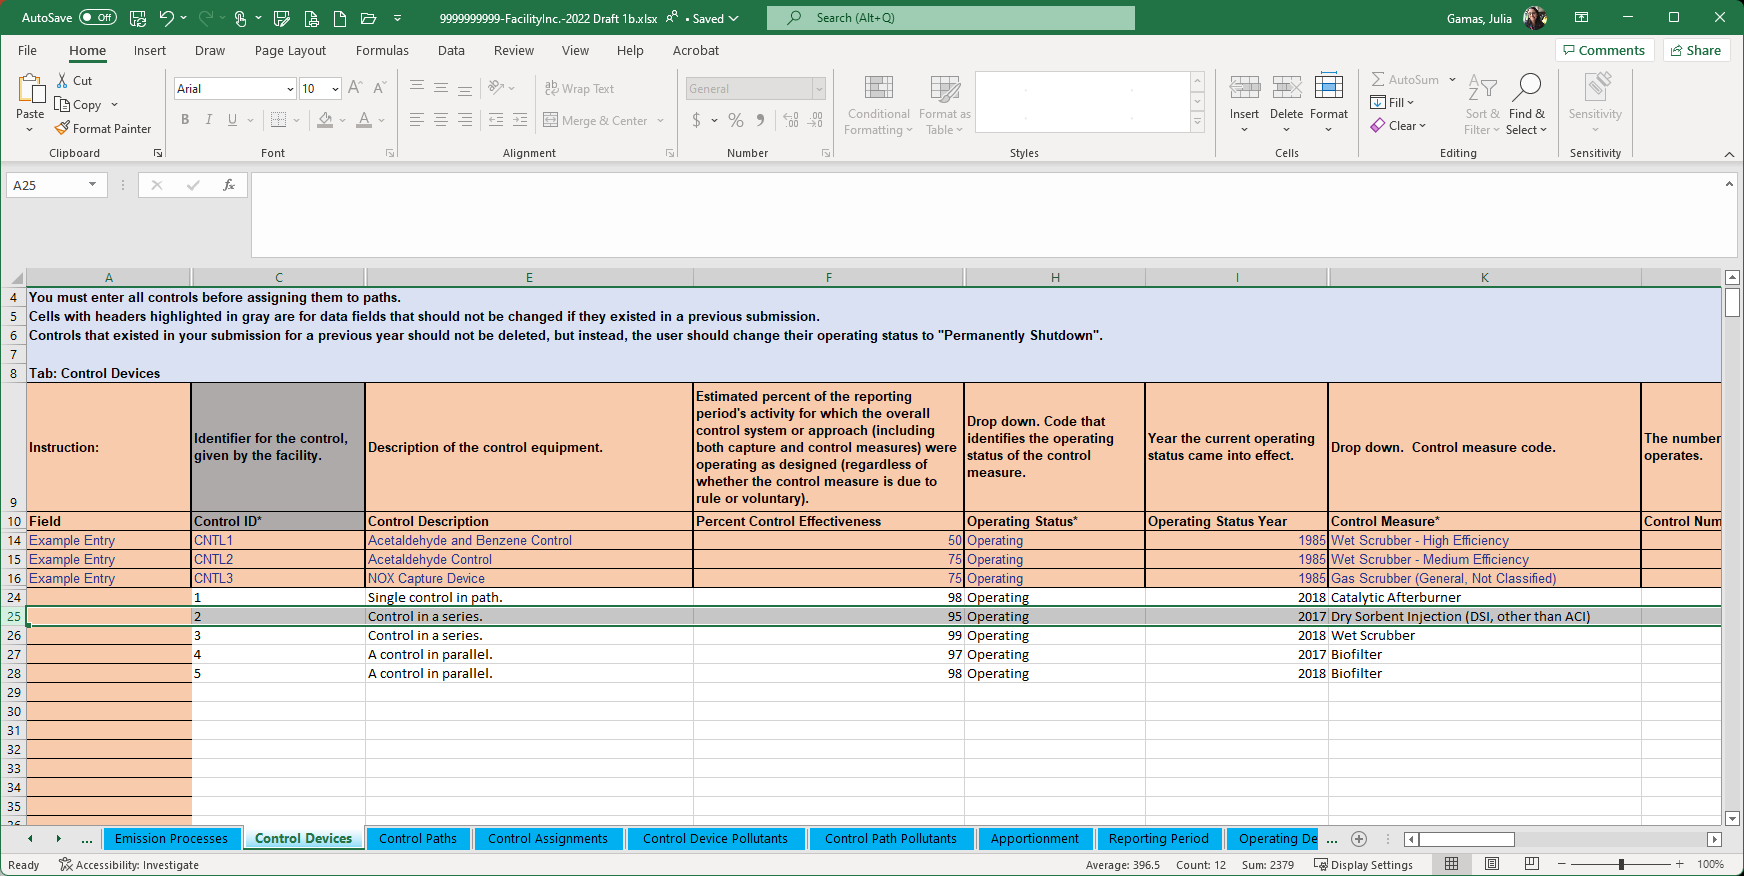 AutoSave Off 9999999999-FacilityInc.-2022 Draft 1b.xlsx • Saved Search (Alt+Q) Gamas, Julia
File Home Insert Draw Page Layout Formulas Data Review View Help Acrobat Comments Share
Paste Cut Copy Format Painter Clipboard
Arial 10 A A B I U A Font
ab Wrap Text Merge & Center Alignment
General $ % 9 Number
Conditional Formatting Format as Table Styles
Insert Delete Format Cells
AutoSum Fill Clear Sort & Filter Find & Select Editing
Sensitivity Sensitivity
A25 fx
A C E F H I K
4 You must enter all controls before assigning them to paths.
5 Cells with headers highlighted in gray are for data fields that should not be changed if they existed in a previous submission.
6 Controls that existed in your submission for a previous year should not be deleted, but instead, the user should change their operating status to "Permanently Shutdown".
7
8 Tab: Control Devices
9 Instruction:
Identifier for the control,
given by the facility.
Description of the control equipment.
Estimated percent of the reporting
period's activity for which the overall
control system or approach (including
both capture and control measures) were
operating as designed (regardless of
whether the control measure is due to
rule or voluntary).
Drop down. Code that
identifies the operating
status of the control
measure.
Year the current operating
status came into effect.
Drop down. Control measure code.
The number
operates.
10 Field Control ID* Control Description Percent Control Effectiveness Operating Status* Operating Status Year Control Measure* Control Num
14 Example Entry CNTL1 Acetaldehyde and Benzene Control 50 Operating 1985 Wet Scrubber - High Efficiency
15 Example Entry CNTL2 Acetaldehyde Control 75 Operating 1985 Wet Scrubber - Medium Efficiency
16 Example Entry CNTL3 NOX Capture Device 75 Operating 1985 Gas Scrubber (General, Not Classified)
24 1 Single control in path. 98 Operating 2018 Catalytic Afterburner
25 2 Control in a series. 95 Operating 2017 Dry Sorbent Injection (DSI, other than ACI)
26 3 Control in a series. 99 Operating 2018 Wet Scrubber
27 4 A control in parallel. 97 Operating 2017 Biofilter
28 5 A control in parallel. 98 Operating 2018 Biofilter
29
30
31
32
33
34
35
... Emission Processes Control Devices Control Paths Control Assignments Control Device Pollutants Control Path Pollutants Apportionment Reporting Period Operating De ...
Ready Accessibility: Investigate Average: 396.5 Count: 12 Sum: 2379 Display Settings 100%